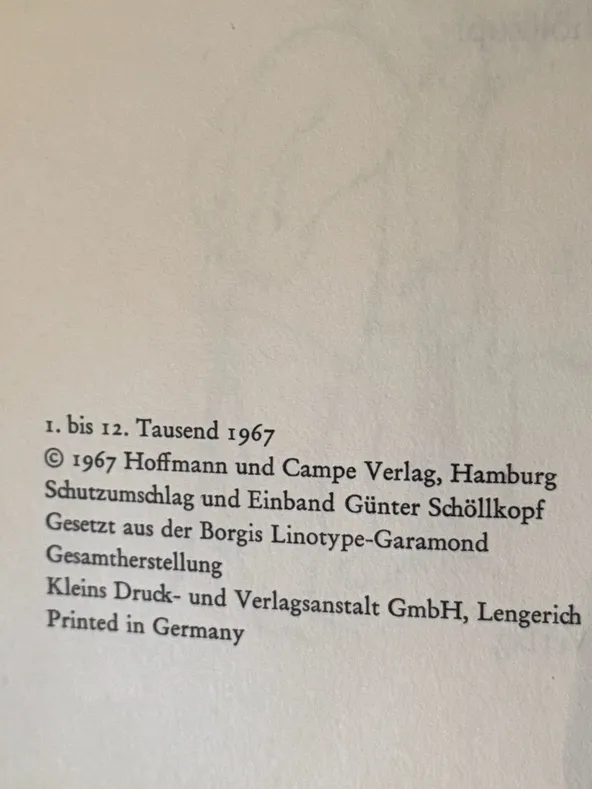 1. bis 12. Tausend 1967
© 1967 Hoffmann und Campe Verlag, Hamburg
Schutzumschlag und Einband Günter Schöllkopf
Gesetzt aus der Borgis Linotype-Garamond
Gesamtherstellung
Kleins Druck- und Verlagsanstalt GmbH, Lengerich
Printed in Germany